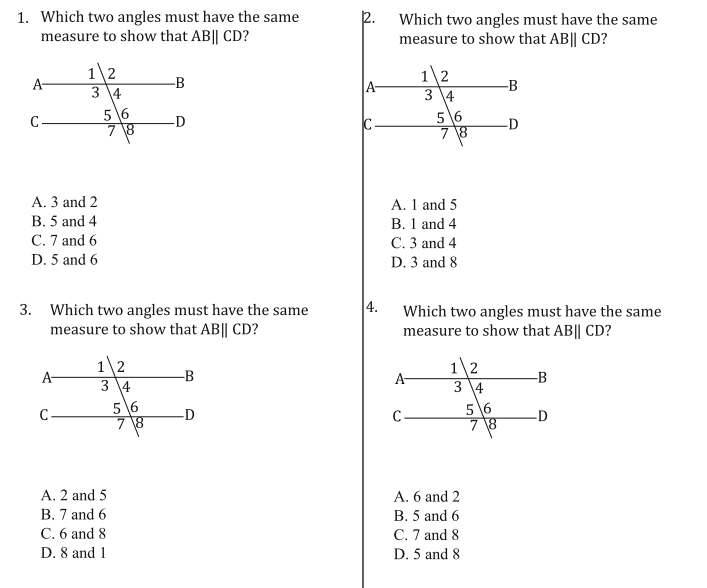 1. Which two angles must have the same
measure to show that AB|| CD?
1 2
A B
3 4
5 6
C D
7 8
A. 3 and 2
B. 5 and 4
C. 7 and 6
D. 5 and 6
2. Which two angles must have the same
measure to show that AB|| CD?
1 2
A B
3 4
5 6
C D
7 8
A. 1 and 5
B. 1 and 4
C. 3 and 4
D. 3 and 8
3. Which two angles must have the same
measure to show that AB|| CD?
1 2
A B
3 4
5 6
C D
7 8
A. 2 and 5
B. 7 and 6
C. 6 and 8
D. 8 and 1
4. Which two angles must have the same
measure to show that AB|| CD?
1 2
A B
3 4
5 6
C D
7 8
A. 6 and 2
B. 5 and 6
C. 7 and 8
D. 5 and 8